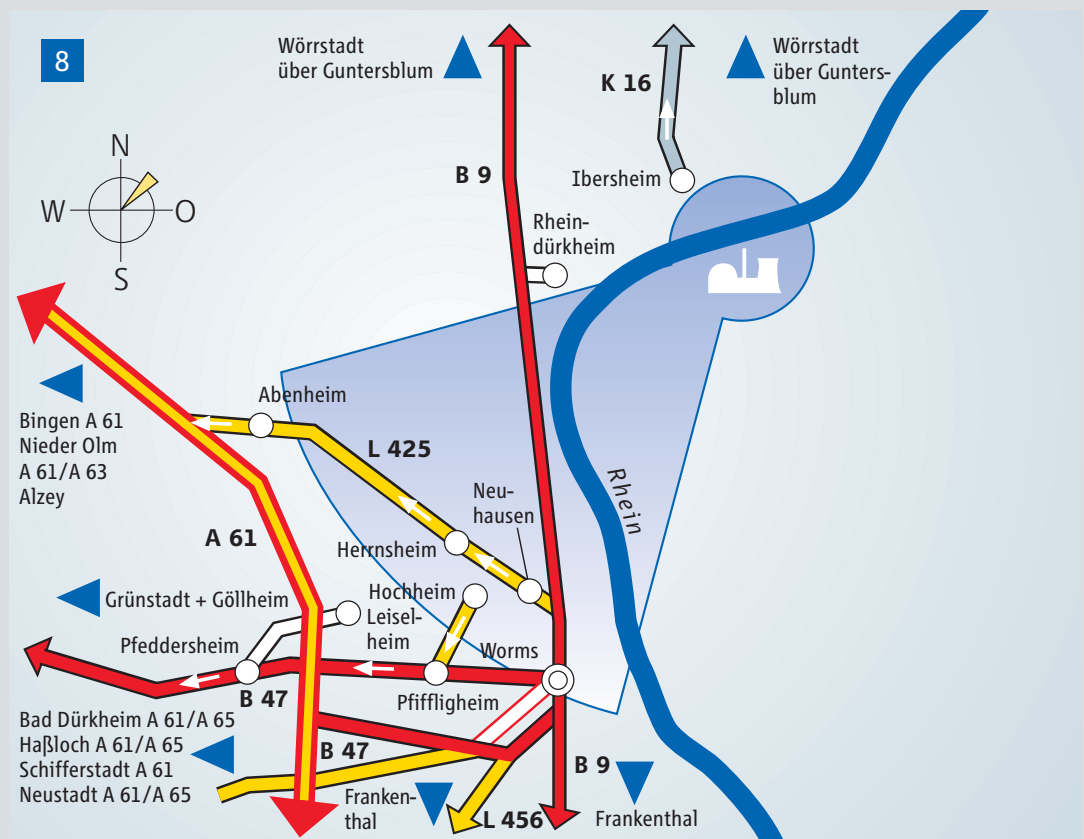 8
Wörrstadt
über Guntersblum
K 16
Wörrstadt
über Gunters-
blum
N
W
O
S
B 9
Ibersheim
Rhein-
dürkheim
Abenheim
Bingen A 61
Nieder Olm
A 61/A 63
Alzey
L 425
Rhein
Neu-
hausen
A 61
Herrnsheim
Hochheim
Leisel-
heim
Grünstadt + Göllheim
Pfeddersheim
Worms
B 47
Pfiffligheim
Bad Dürkheim A 61/A 65
Haßloch A 61/A 65
Schifferstadt A 61
Neustadt A 61/A 65
B 47
B 9
Franken-
thal
L 456
Frankenthal